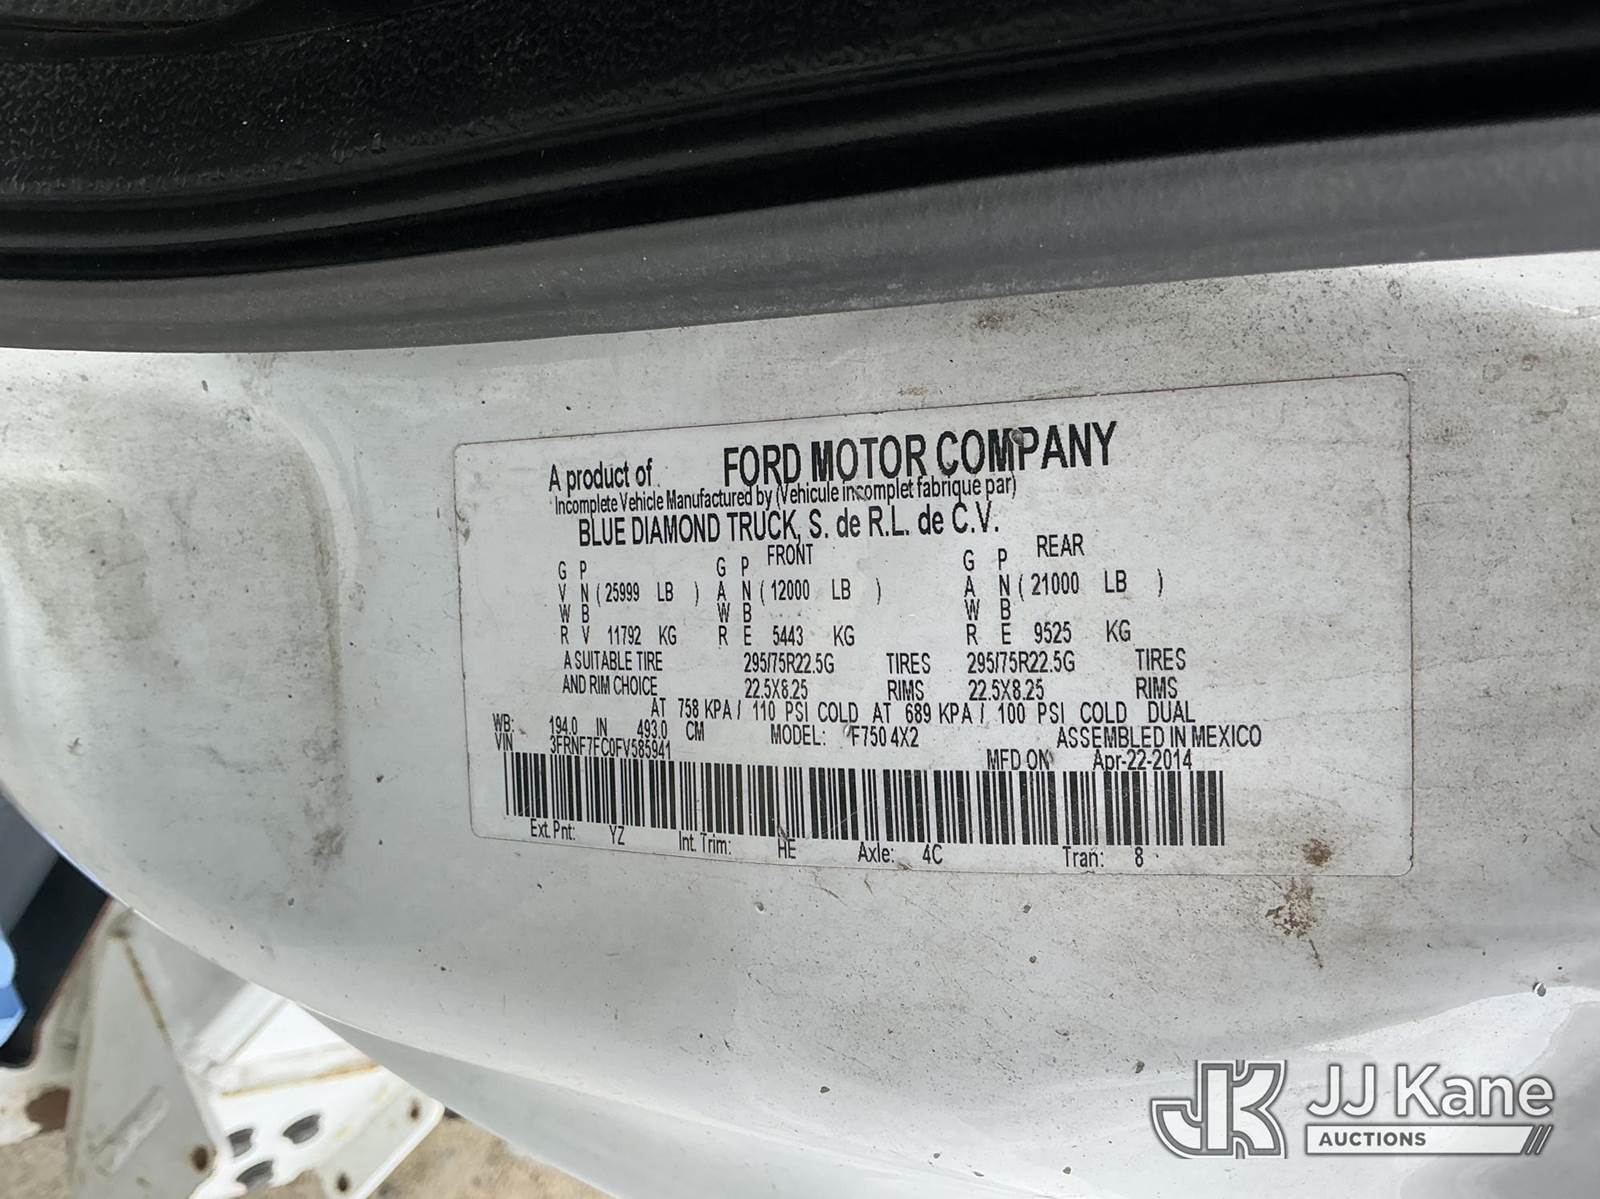 A product of FORD MOTOR COMPANY
Incomplete Vehicle Manufactured by (Vehicule incomplet fabrique par)
BLUE DIAMOND TRUCK, S. de R.L. de C.V.
FRONT REAR
G P G P G P
V N ( 25999 LB ) A N ( 12000 LB ) A N ( 21000 LB )
W B W B W B
R V 11792 KG R E 5443 KG R E 9525 KG
A SUITABLE TIRE 295/75R22.5G TIRES 295/75R22.5G TIRES
AND RIM CHOICE 22.5X8.25 RIMS 22.5X8.25 RIMS
AT 758 KPA / 110 PSI COLD AT 689 KPA / 100 PSI COLD DUAL
WB: 194.0 IN 493.0 CM MODEL: F750 4X2 ASSEMBLED IN MEXICO
VIN 3FRNF7FC0FV585941 MFD ON Apr-22-2014
Ext. Pnt: YZ Int. Trim: HE Axle: 4C Tran: 8
JK JJ Kane
AUCTIONS